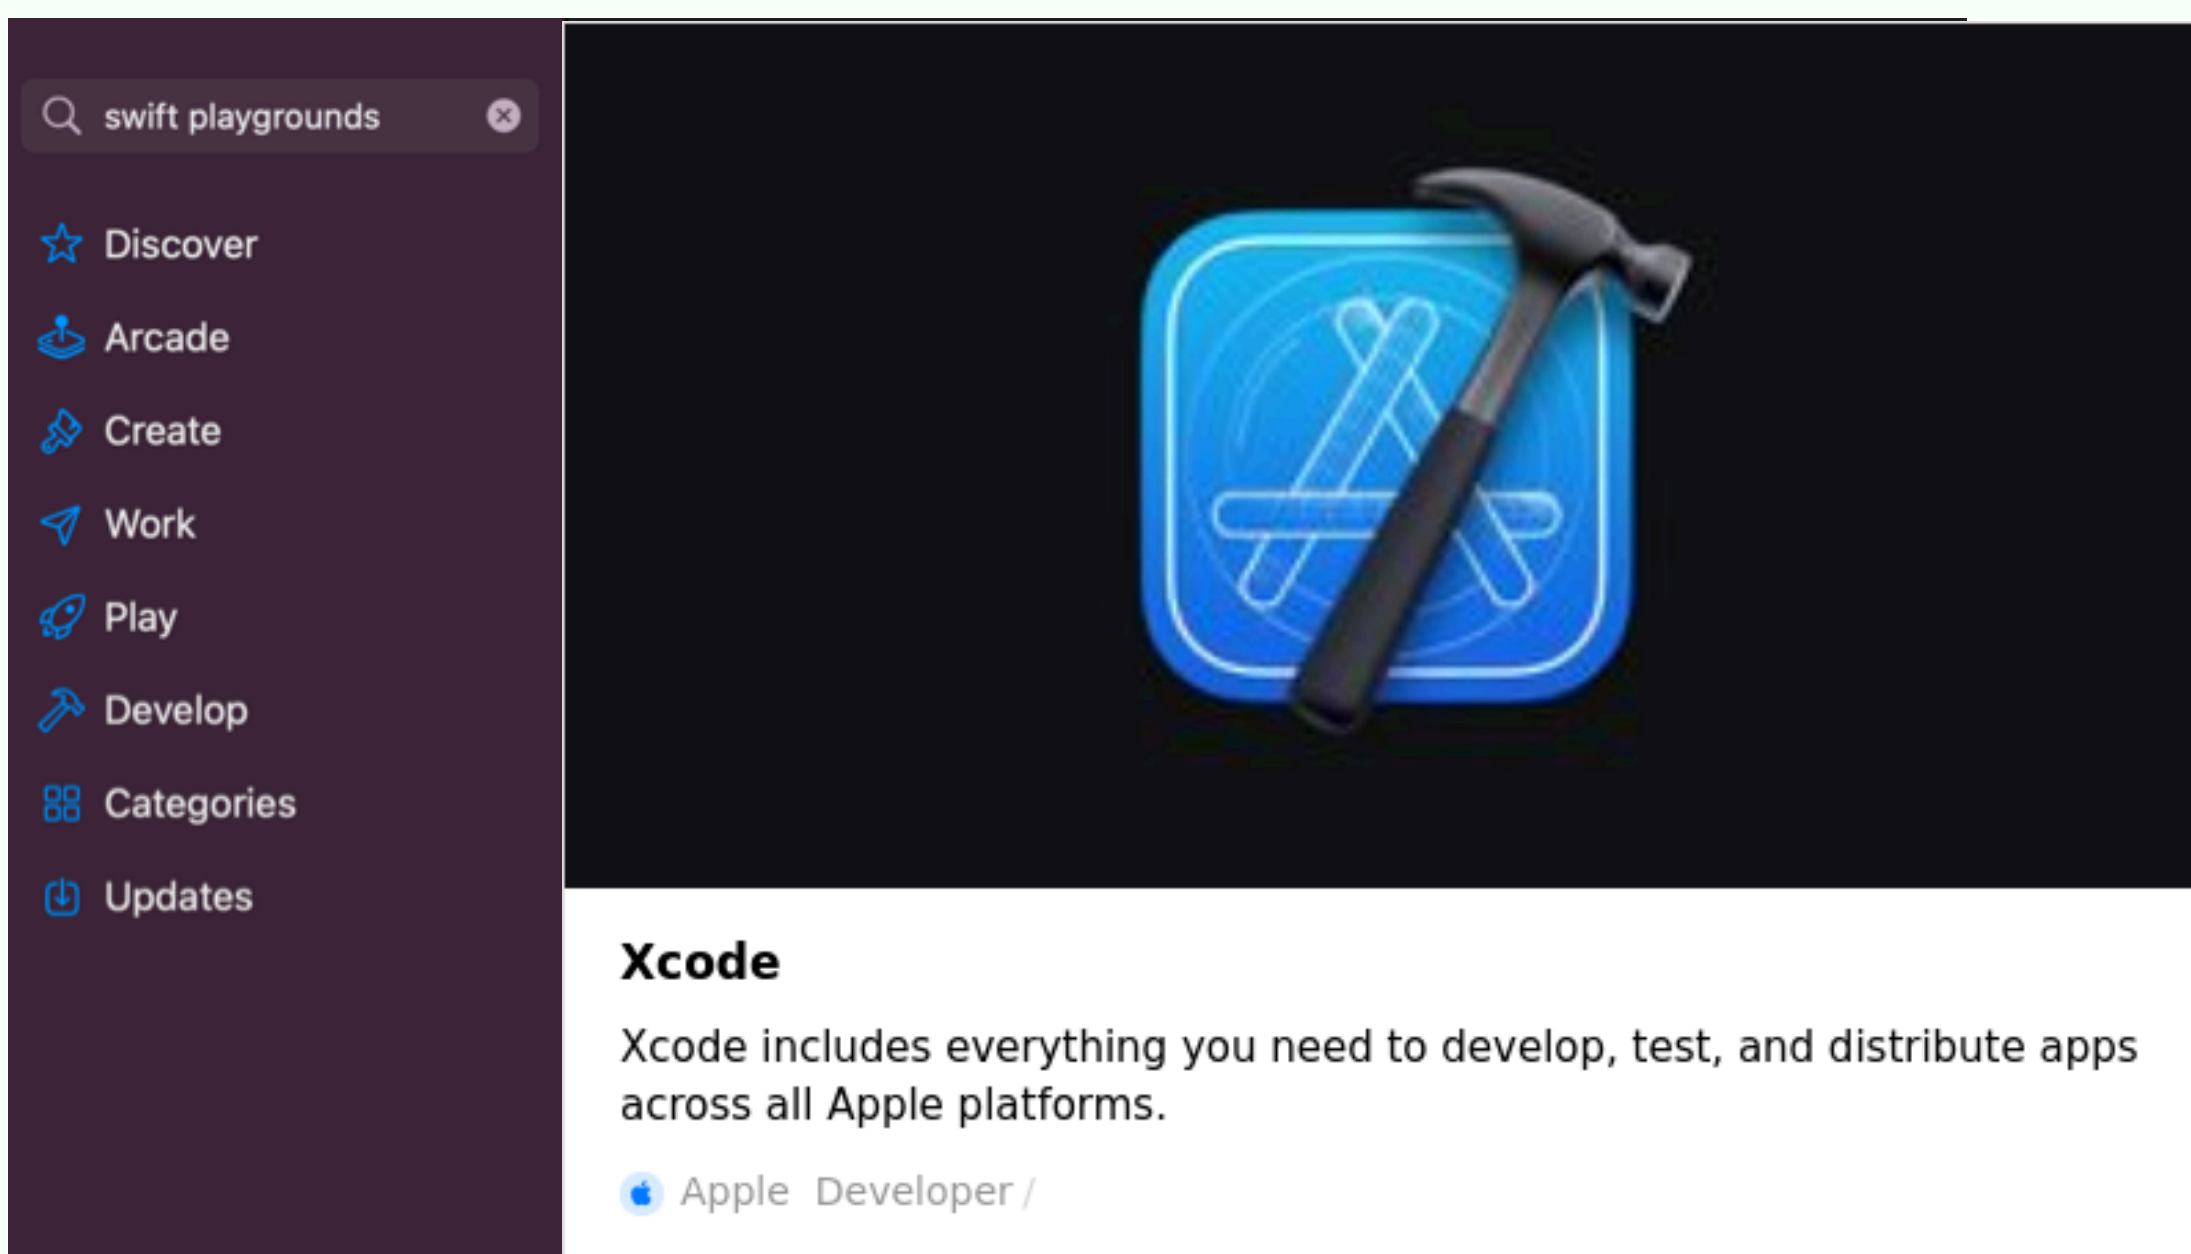 swift playgrounds
Discover
Arcade
Create
Work
Play
Develop
Categories
Updates
Xcode
Xcode includes everything you need to develop, test, and distribute apps
across all Apple platforms.
Apple Developer /